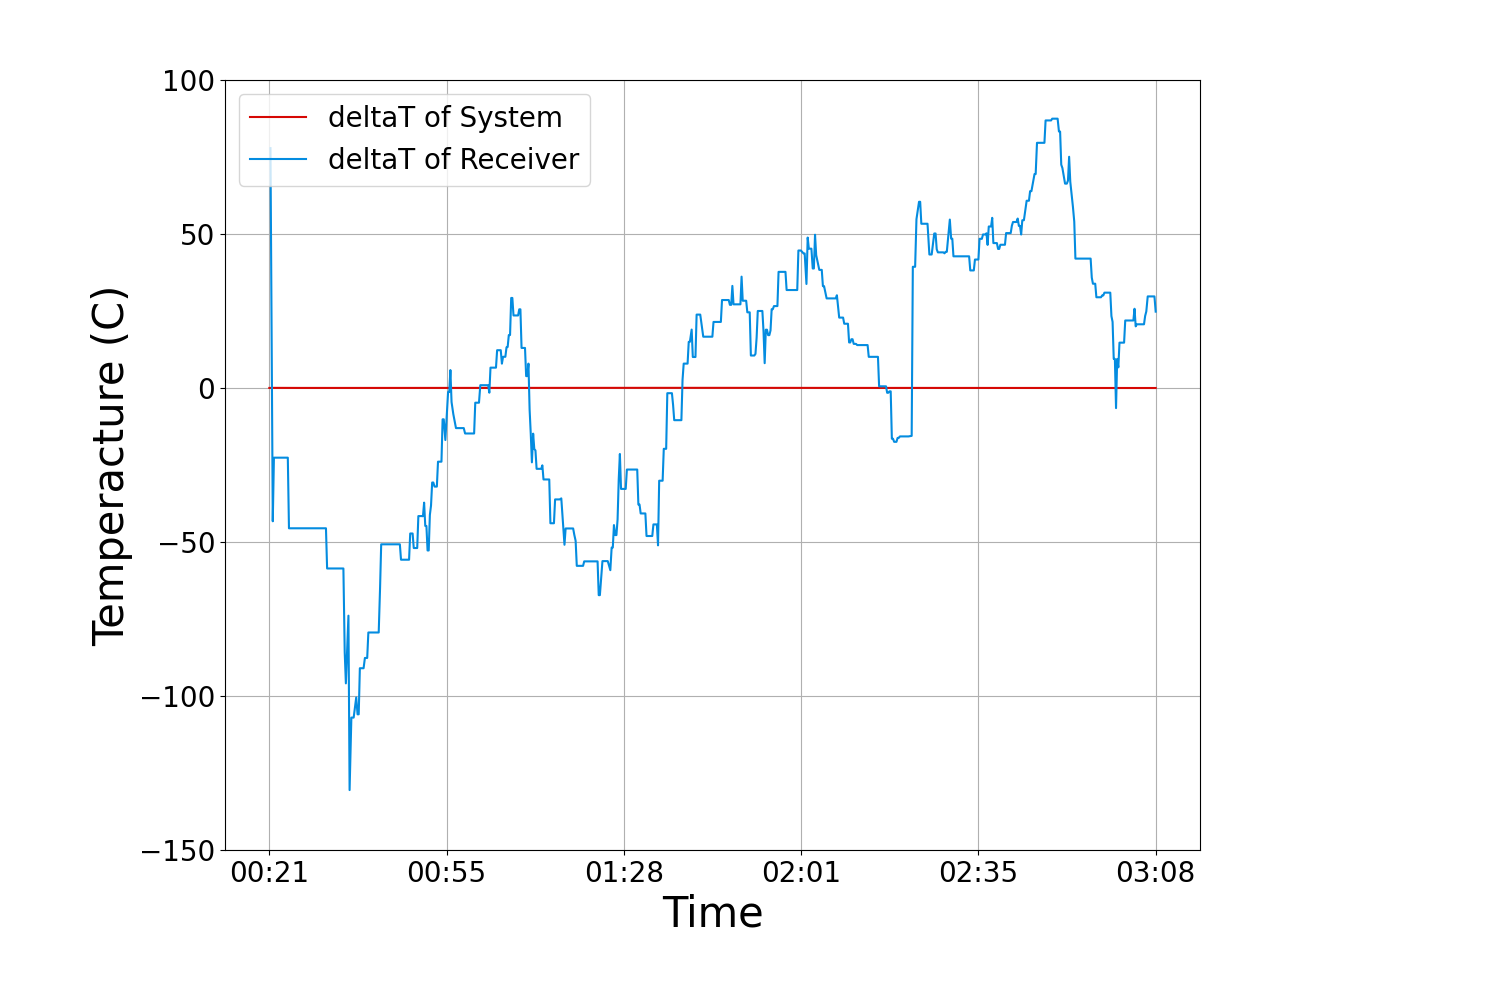 deltaT of System
deltaT of Receiver
100
50
0
−50
−100
−150
Temperacture (C)
00:21 00:55 01:28 02:01 02:35 03:08
Time